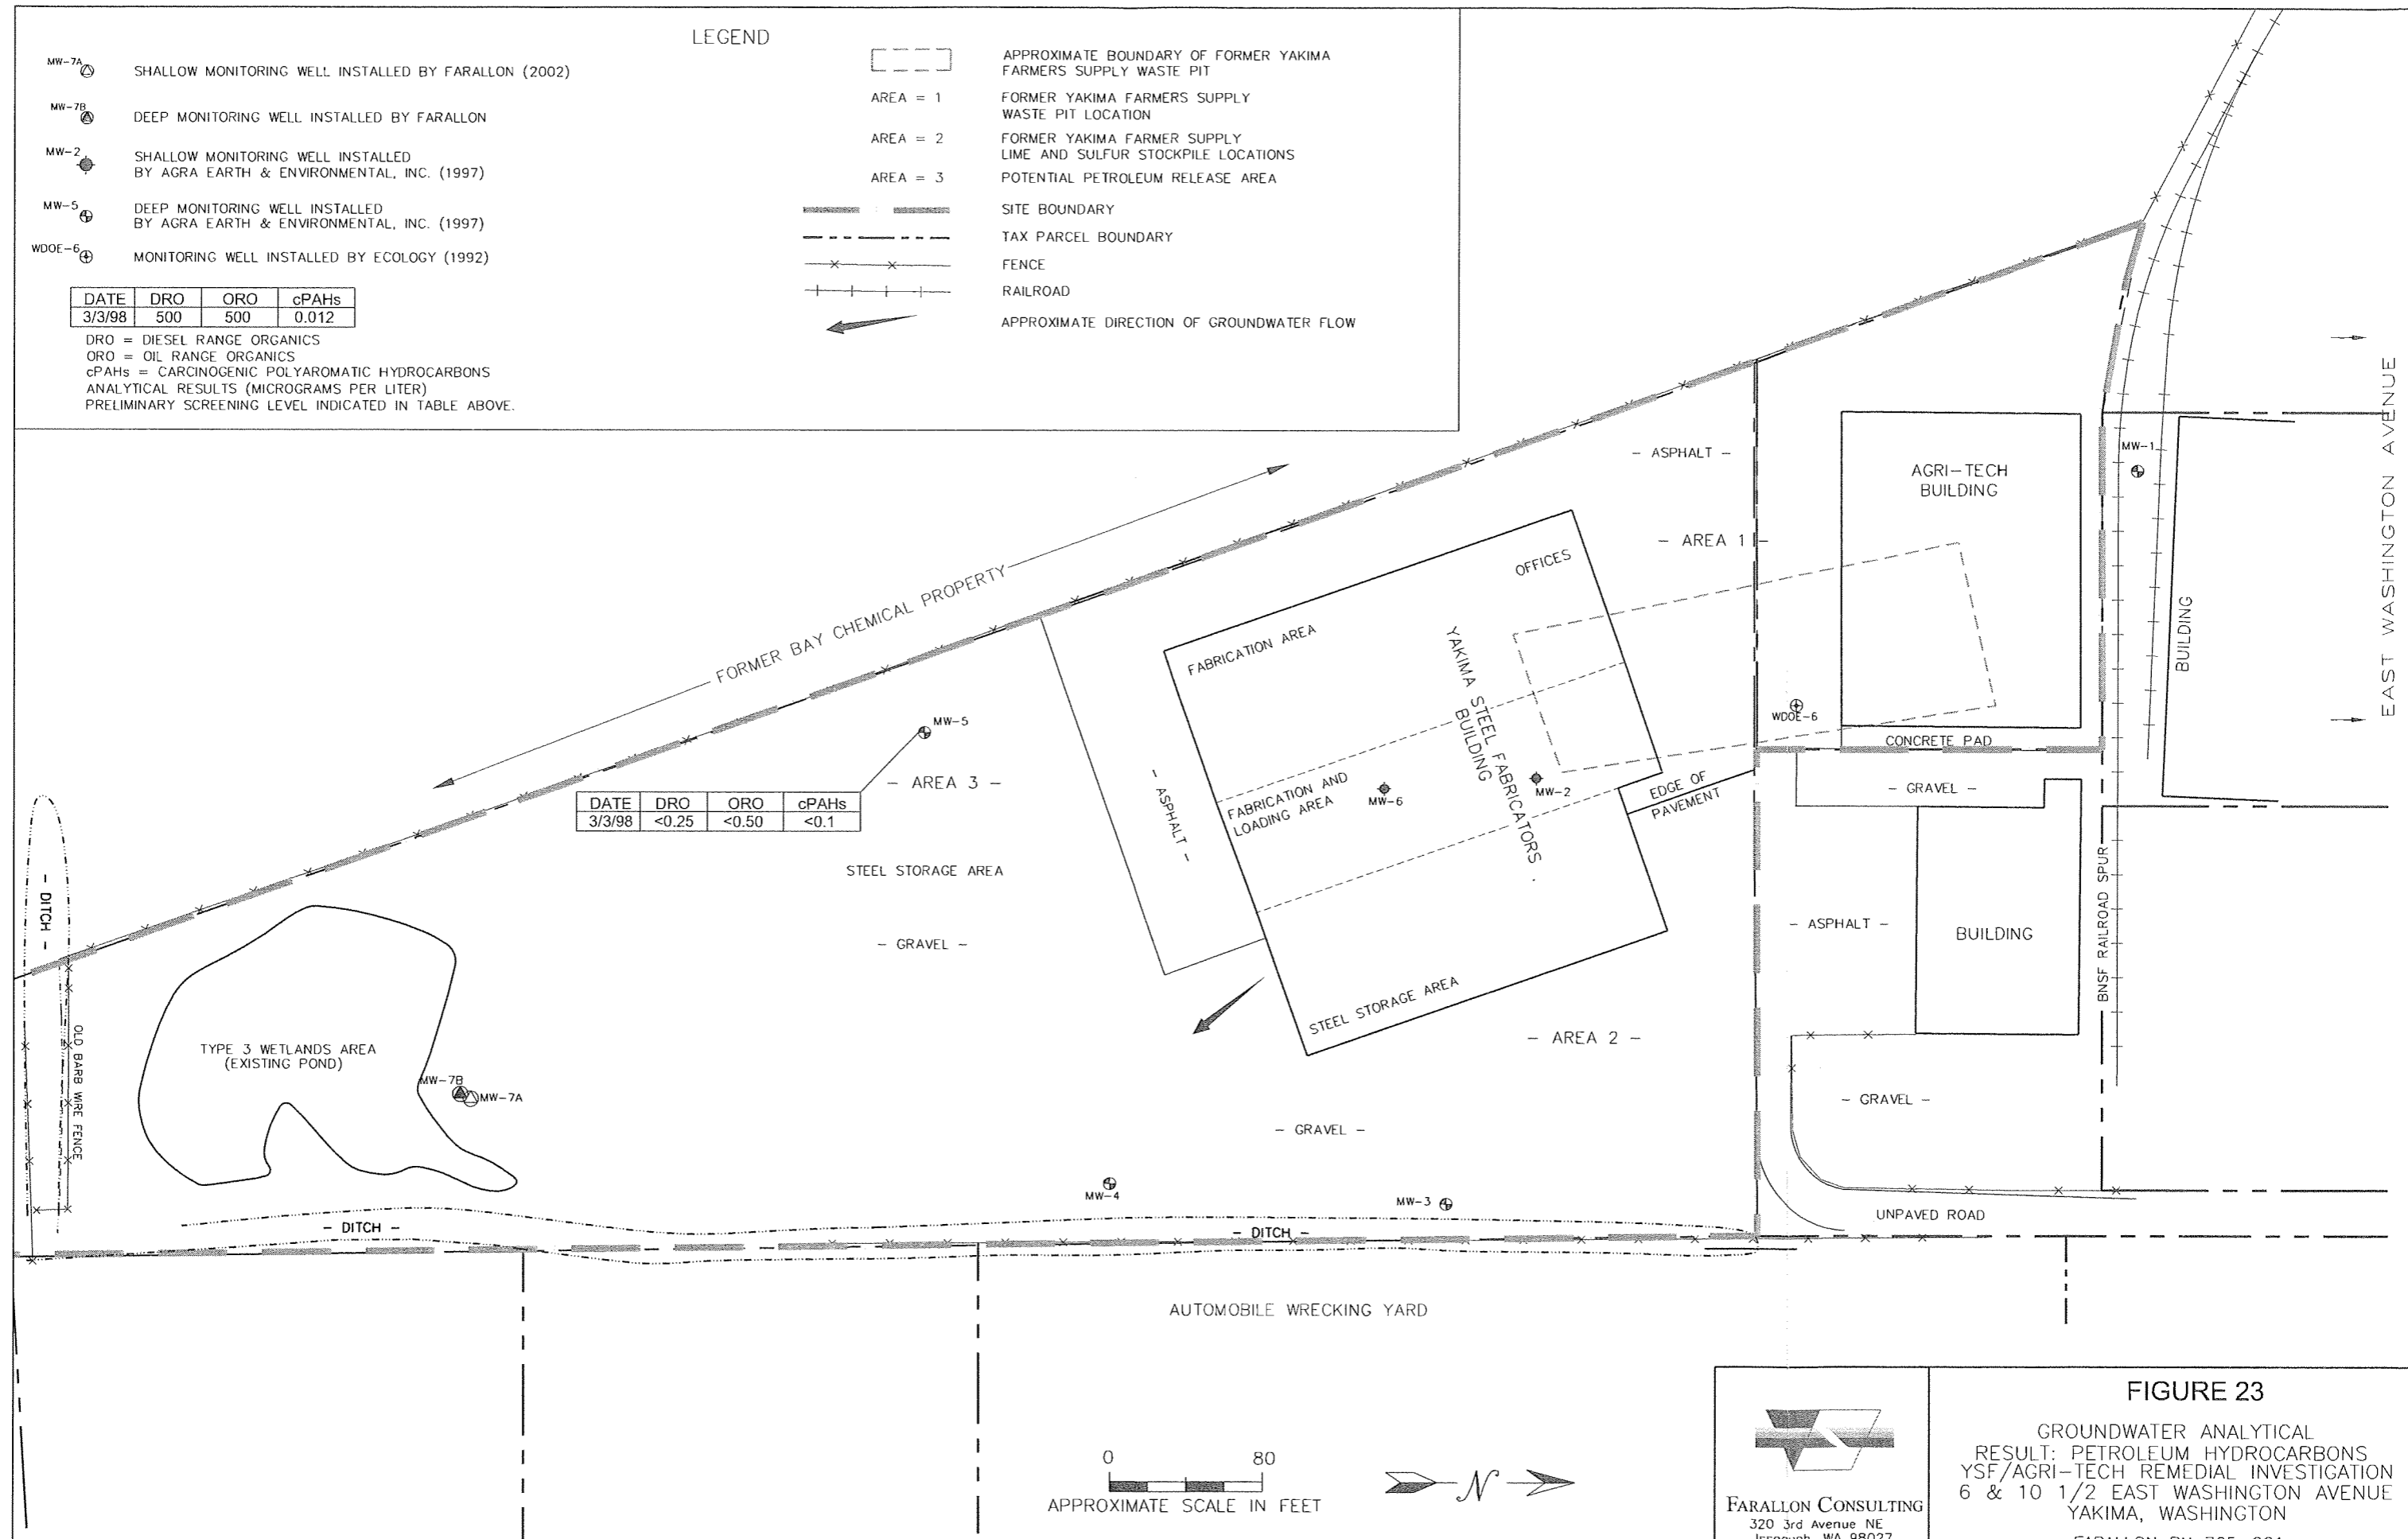 LEGEND
MW-7A
SHALLOW MONITORING WELL INSTALLED BY FARALLON (2002)
MW-7B
DEEP MONITORING WELL INSTALLED BY FARALLON
MW-2
SHALLOW MONITORING WELL INSTALLED
BY AGRA EARTH & ENVIRONMENTAL, INC. (1997)
MW-5
DEEP MONITORING WELL INSTALLED
BY AGRA EARTH & ENVIRONMENTAL, INC. (1997)
WDOE-6
MONITORING WELL INSTALLED BY ECOLOGY (1992)
DATE DRO ORO cPAHs
3/3/98 500 500 0.012
DRO = DIESEL RANGE ORGANICS
ORO = OIL RANGE ORGANICS
cPAHs = CARCINOGENIC POLYAROMATIC HYDROCARBONS
ANALYTICAL RESULTS (MICROGRAMS PER LITER)
PRELIMINARY SCREENING LEVEL INDICATED IN TABLE ABOVE.
APPROXIMATE BOUNDARY OF FORMER YAKIMA
FARMERS SUPPLY WASTE PIT
AREA = 1 FORMER YAKIMA FARMERS SUPPLY
WASTE PIT LOCATION
AREA = 2 FORMER YAKIMA FARMER SUPPLY
LIME AND SULFUR STOCKPILE LOCATIONS
AREA = 3 POTENTIAL PETROLEUM RELEASE AREA
SITE BOUNDARY
TAX PARCEL BOUNDARY
FENCE
RAILROAD
APPROXIMATE DIRECTION OF GROUNDWATER FLOW
FORMER BAY CHEMICAL PROPERTY
- ASPHALT -
- AREA 1 -
AGRI-TECH
BUILDING
MW-1
BUILDING
EAST WASHINGTON AVENUE
OFFICES
FABRICATION AREA
YAKIMA STEEL FABRICATORS
BUILDING
FABRICATION AND
LOADING AREA
MW-6
MW-2
STEEL STORAGE AREA
- ASPHALT -
EDGE OF
PAVEMENT
WDOE-6
CONCRETE PAD
- GRAVEL -
- ASPHALT -
BUILDING
BNSF RAILROAD SPUR
- GRAVEL -
UNPAVED ROAD
MW-5
- AREA 3 -
DATE DRO ORO cPAHs
3/3/98 <0.25 <0.50 <0.1
STEEL STORAGE AREA
- GRAVEL -
- AREA 2 -
- GRAVEL -
- DITCH -
OLD BARB WIRE FENCE
TYPE 3 WETLANDS AREA
(EXISTING POND)
MW-7B
MW-7A
MW-4
MW-3
- DITCH -
- DITCH -
AUTOMOBILE WRECKING YARD
0 80
APPROXIMATE SCALE IN FEET
N
FARALLON CONSULTING
320 3rd Avenue NE
Issaquah, WA 98027
FIGURE 23
GROUNDWATER ANALYTICAL
RESULT: PETROLEUM HYDROCARBONS
YSF/AGRI-TECH REMEDIAL INVESTIGATION
6 & 10 1/2 EAST WASHINGTON AVENUE
YAKIMA, WASHINGTON